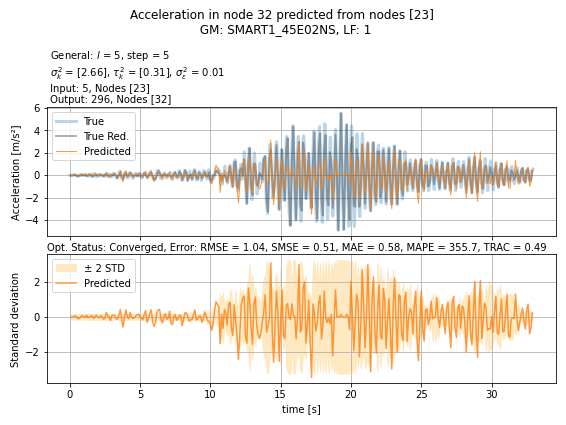 Acceleration in node 32 predicted from nodes [23]
GM: SMART1_45E02NS, LF: 1
General: l = 5, step = 5
σ²ₖ = [2.66], τ²ₖ = [0.31], σ²ε = 0.01
Input: 5, Nodes [23]
Output: 296, Nodes [32]
Acceleration [m/s²]
6
4
2
0
−2
−4
True
True Red.
Predicted
Opt. Status: Converged, Error: RMSE = 1.04, SMSE = 0.51, MAE = 0.58, MAPE = 355.7, TRAC = 0.49
Standard deviation
2
0
−2
± 2 STD
Predicted
0 5 10 15 20 25 30
time [s]